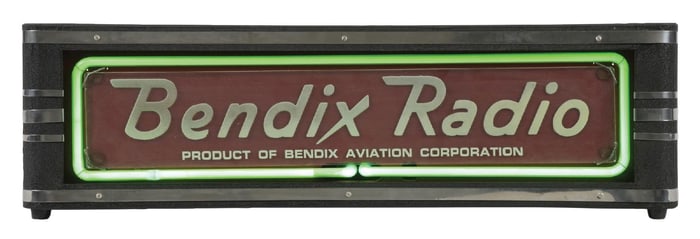 Bendix Radio
PRODUCT OF BENDIX AVIATION CORPORATION